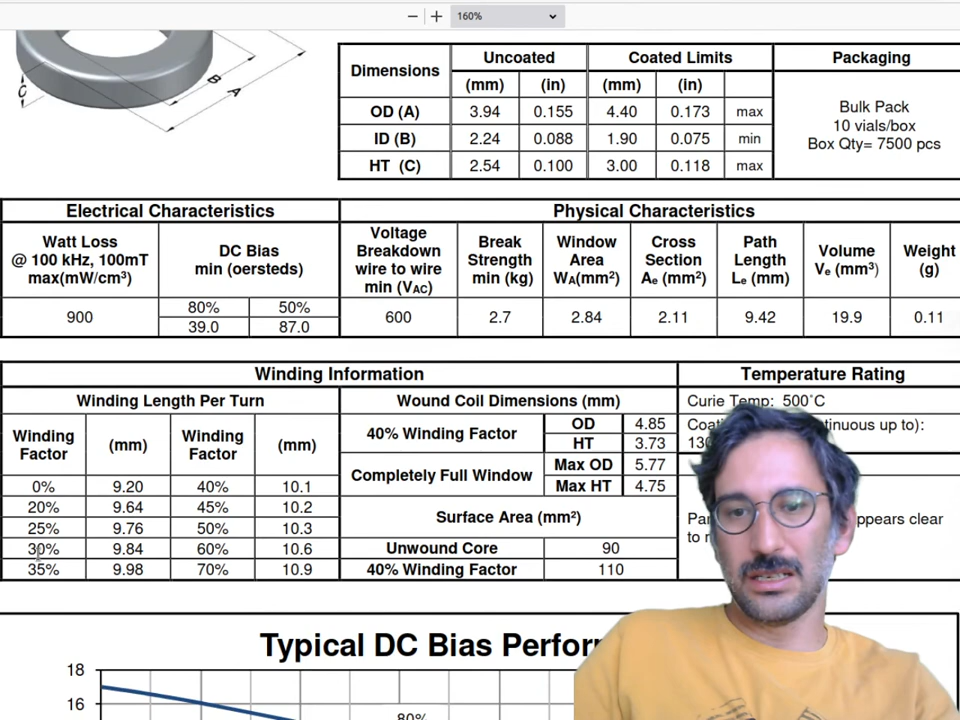 160%
C
B
A
Dimensions Uncoated Coated Limits Packaging
(mm) (in) (mm) (in)
OD (A) 3.94 0.155 4.40 0.173 max
ID (B) 2.24 0.088 1.90 0.075 min
HT (C) 2.54 0.100 3.00 0.118 max
Bulk Pack
10 vials/box
Box Qty= 7500 pcs
Electrical Characteristics Physical Characteristics
Watt Loss
@ 100 kHz, 100mT
max(mW/cm³)
DC Bias
min (oersteds)
Voltage
Breakdown
wire to wire
min (VAC)
Break
Strength
min (kg)
Window
Area
WA(mm²)
Cross
Section
Ae (mm²)
Path
Length
Le (mm)
Volume
Ve (mm³)
Weight
(g)
900
80% 50%
39.0 87.0
600 2.7 2.84 2.11 9.42 19.9 0.11
Winding Information Temperature Rating
Winding Length Per Turn
Winding
Factor
(mm)
Winding
Factor
(mm)
0% 9.20 40% 10.1
20% 9.64 45% 10.2
25% 9.76 50% 10.3
30% 9.84 60% 10.6
35% 9.98 70% 10.9
Wound Coil Dimensions (mm)
40% Winding Factor OD 4.85
HT 3.73
Completely Full Window Max OD 5.77
Max HT 4.75
Surface Area (mm²)
Unwound Core 90
40% Winding Factor 110
Curie Temp: 500˚C
up to):
appears clear
to
Typical DC Bias
18
16
80%